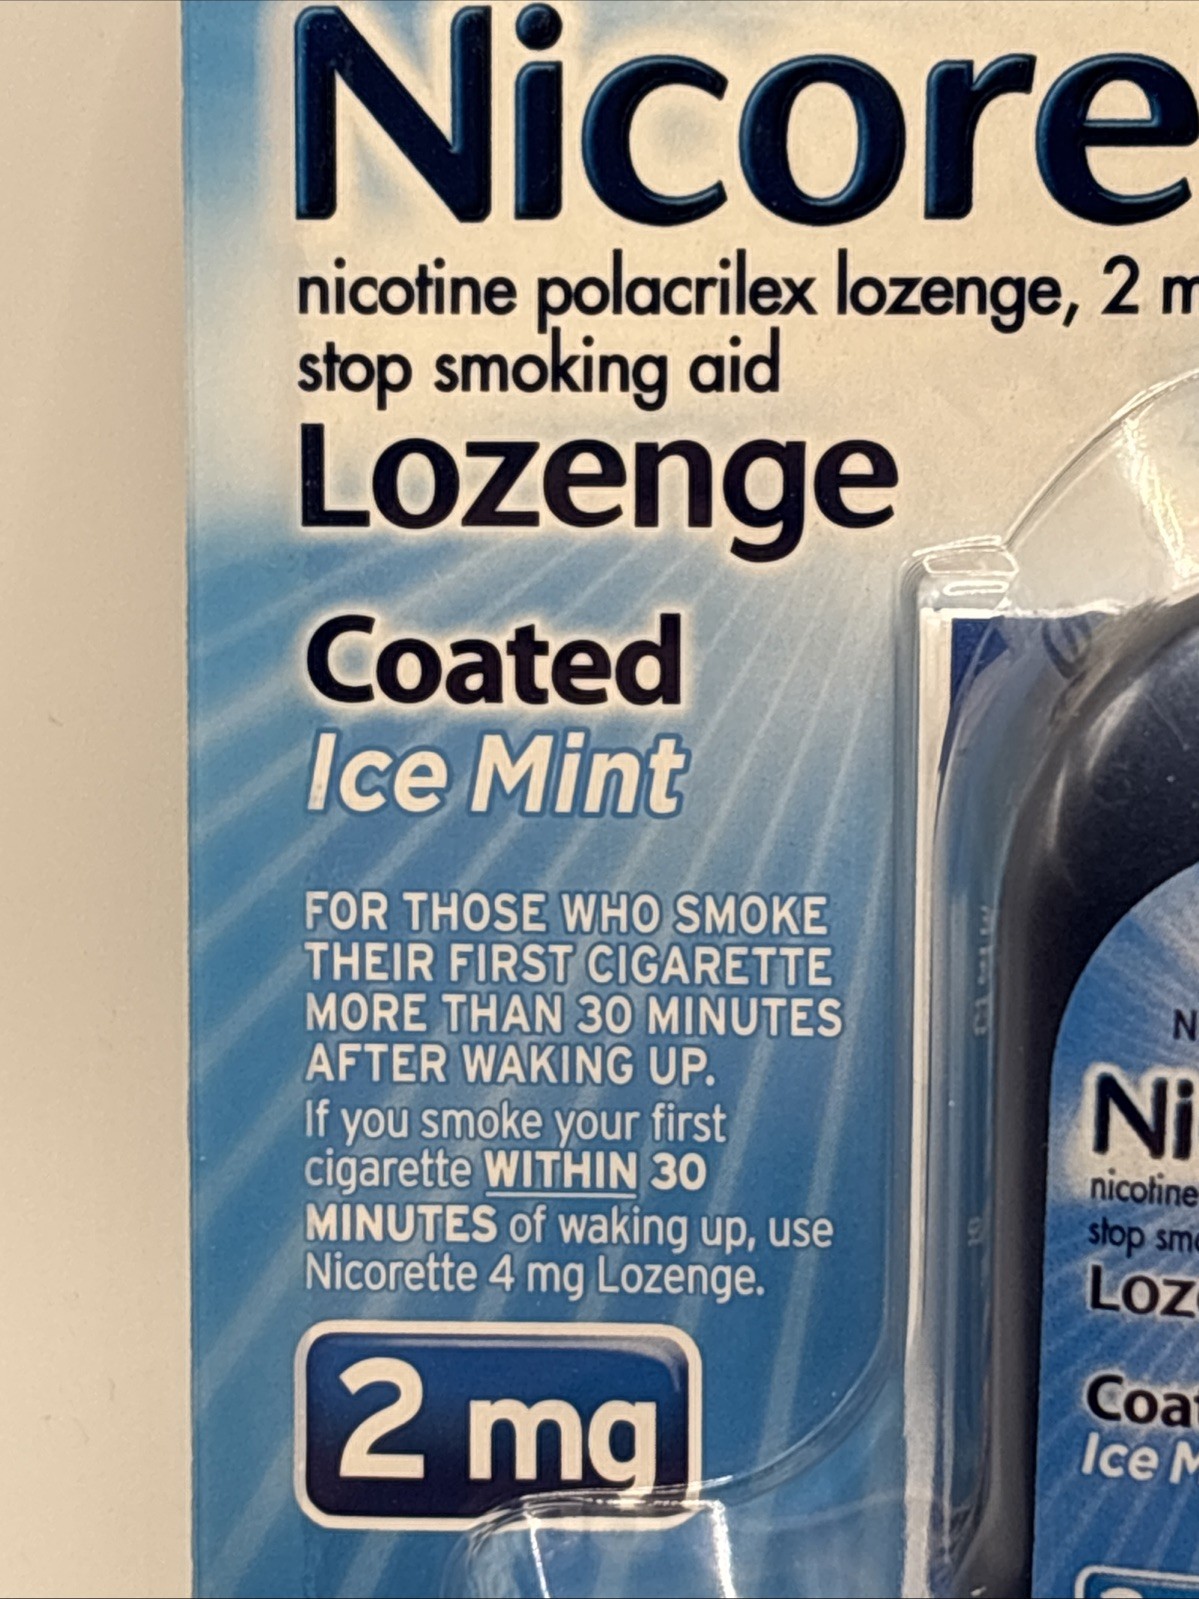 Nicore
nicotine polacrilex lozenge, 2 m
stop smoking aid
Lozenge
Coated
Ice Mint
FOR THOSE WHO SMOKE
THEIR FIRST CIGARETTE
MORE THAN 30 MINUTES
AFTER WAKING UP.
If you smoke your first
cigarette WITHIN 30
MINUTES of waking up, use
Nicorette 4 mg Lozenge.
2 mg
N
Ni
nicotine
stop smo
Loz
Coat
Ice M